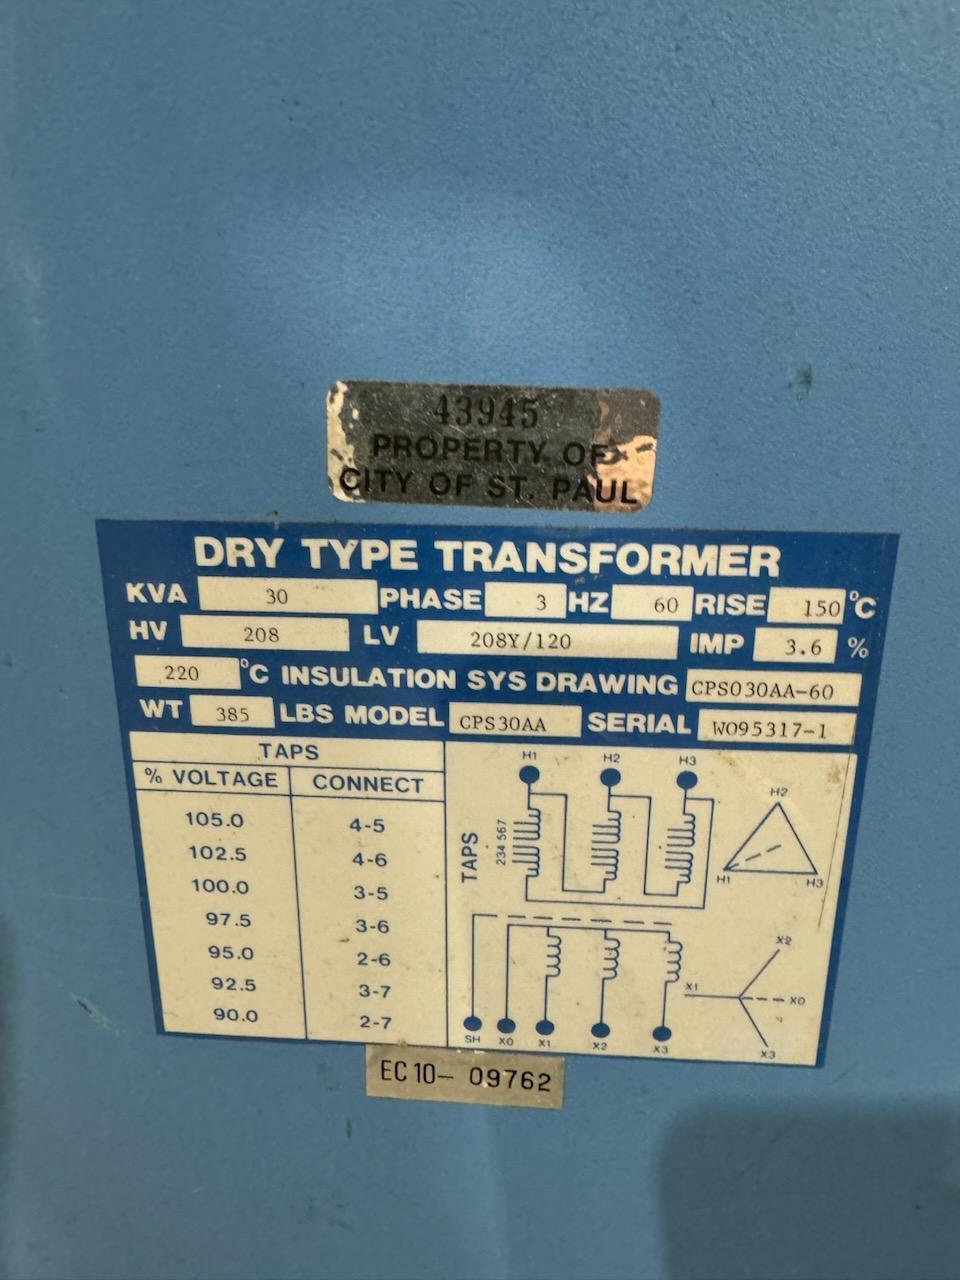 43945
PROPERTY OF
CITY OF ST. PAUL
DRY TYPE TRANSFORMER
KVA 30 PHASE 3 HZ 60 RISE 150 °C
HV 208 LV 208Y/120 IMP 3.6 %
220 °C INSULATION SYS DRAWING CPS030AA-60
WT 385 LBS MODEL CPS30AA SERIAL W095317-1
TAPS
% VOLTAGE CONNECT
105.0 4-5
102.5 4-6
100.0 3-5
97.5 3-6
95.0 2-6
92.5 3-7
90.0 2-7
H1 H2 H3
TAPS
234 567
H2
H1 H3
SH X0 X1 X2 X3
X2
X1 X0
X3
EC10- 09762